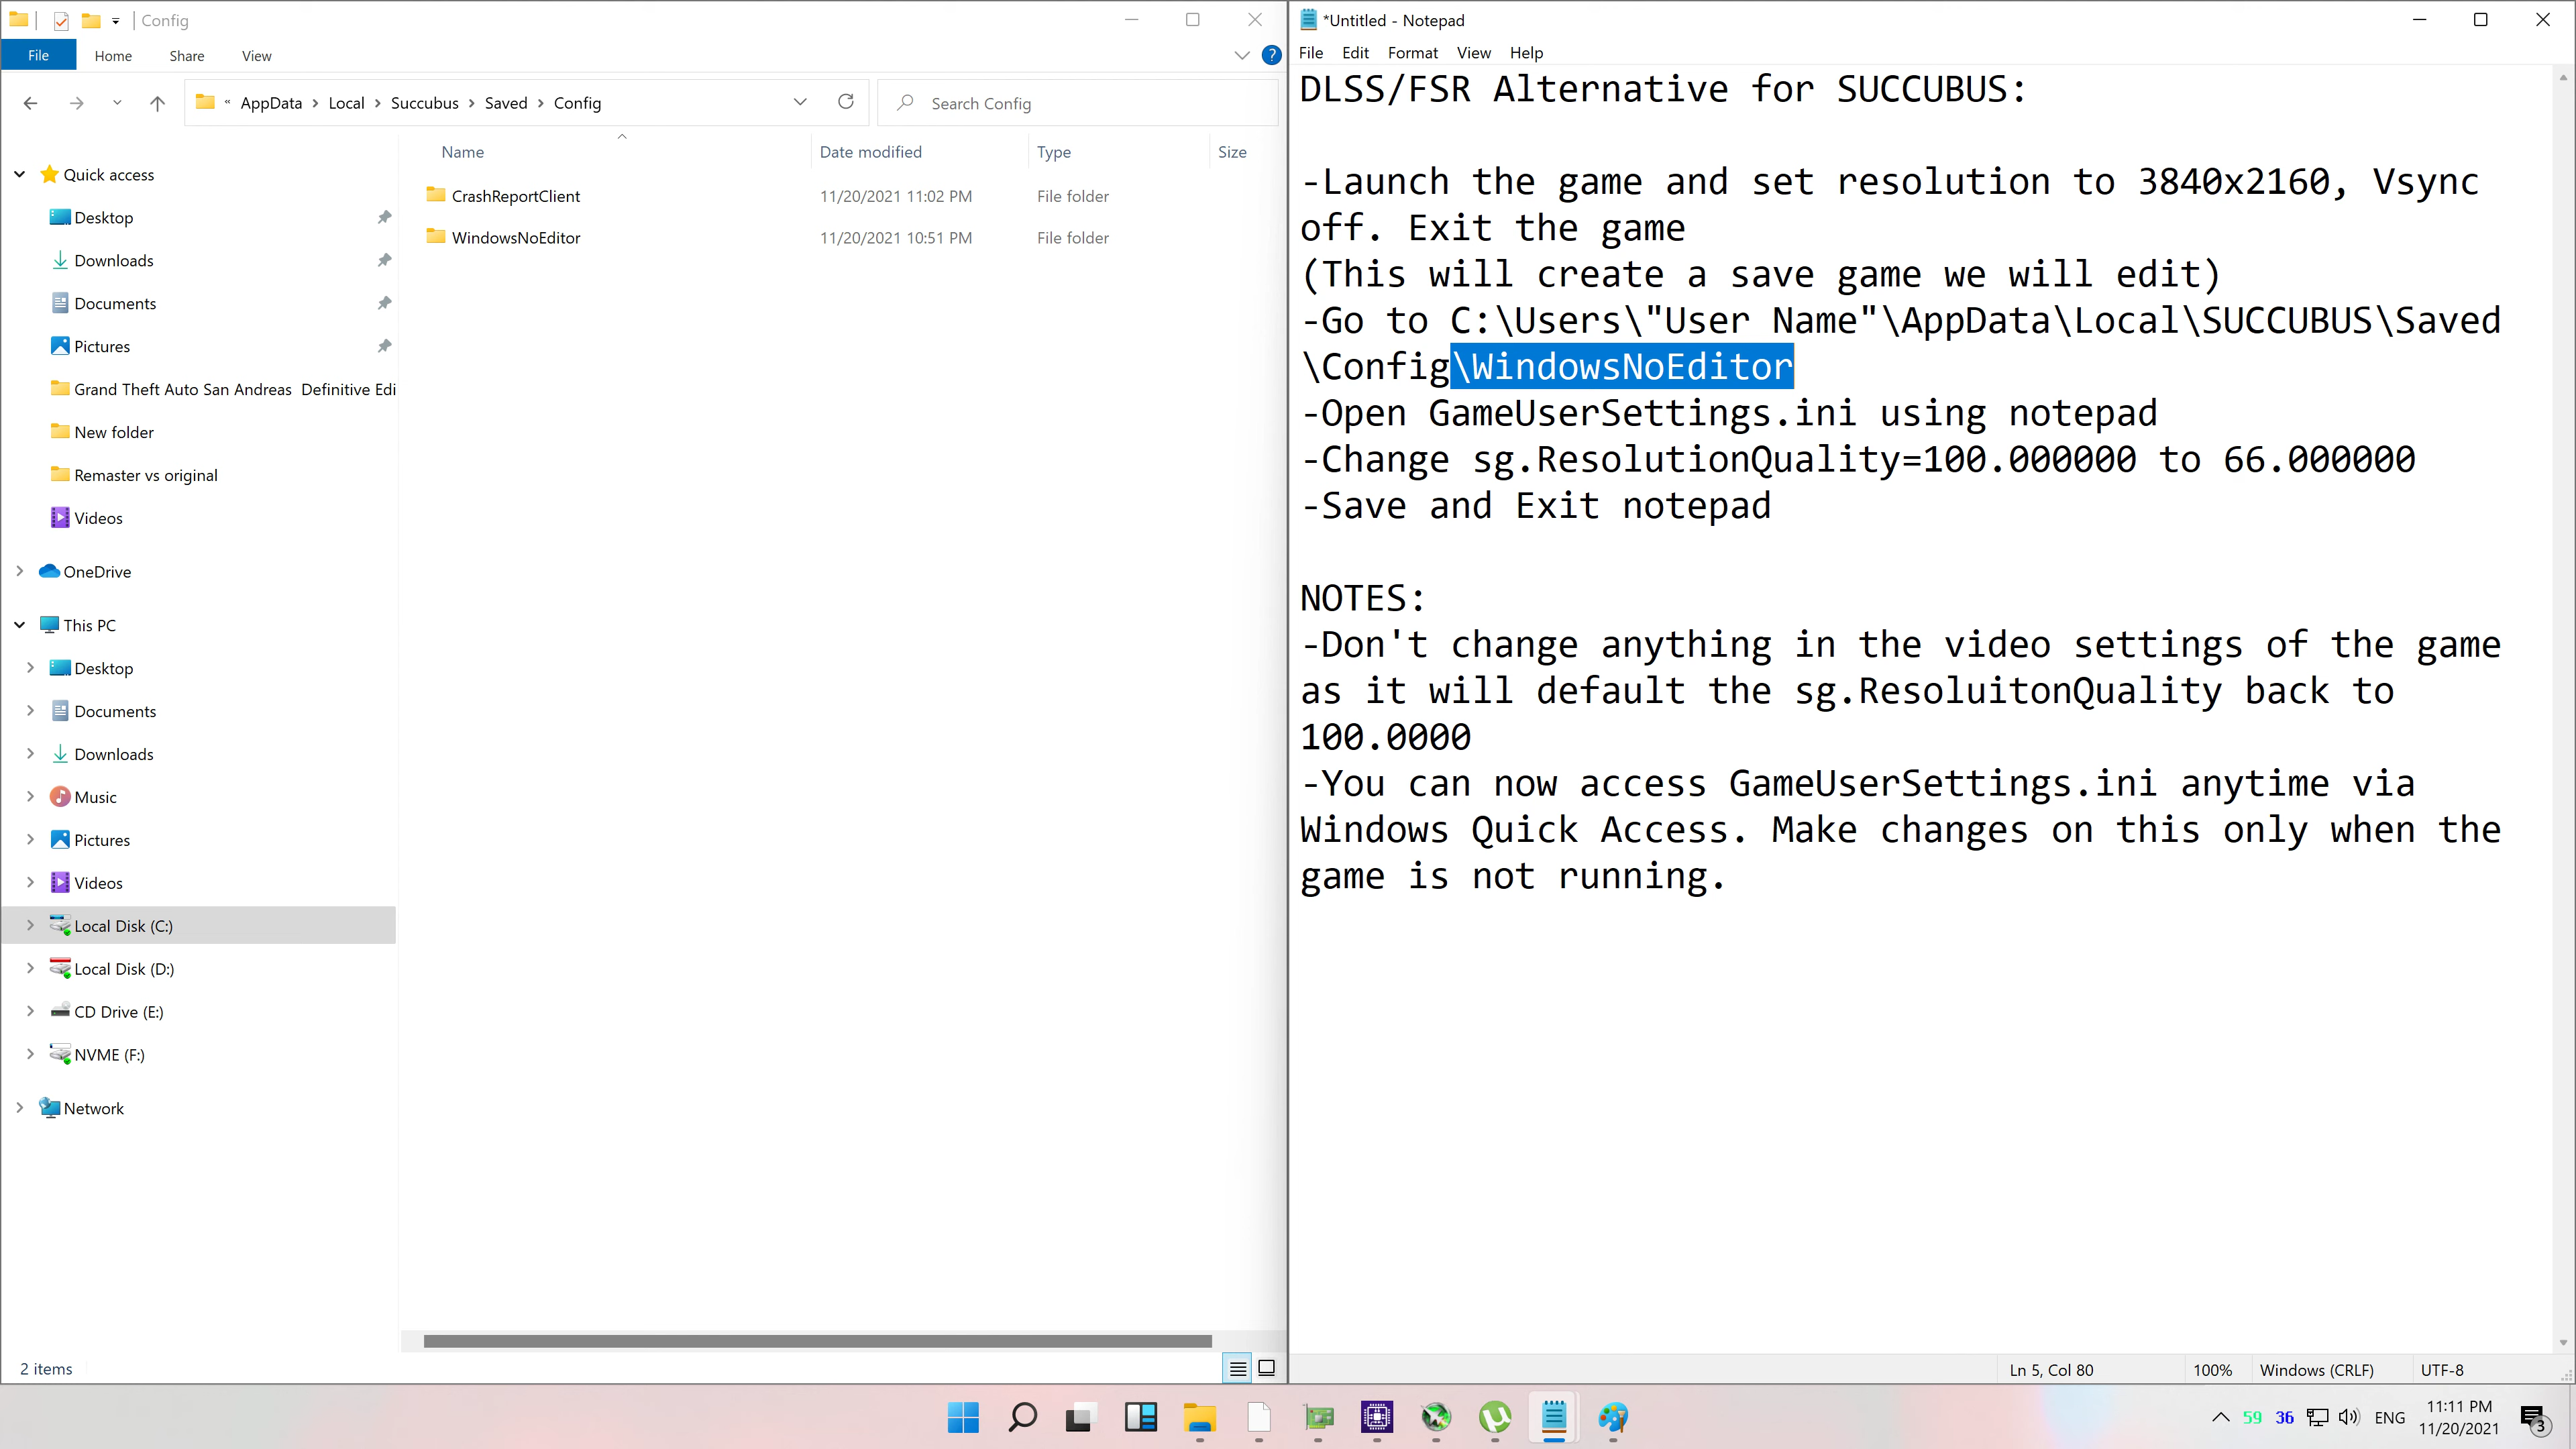 Config
File Home Share View
« AppData › Local › Succubus › Saved › Config
Search Config
Name Date modified Type Size
CrashReportClient 11/20/2021 11:02 PM File folder
WindowsNoEditor 11/20/2021 10:51 PM File folder
Quick access
Desktop
Downloads
Documents
Pictures
Grand Theft Auto San Andreas Definitive Edi
New folder
Remaster vs original
Videos
OneDrive
This PC
Desktop
Documents
Downloads
Music
Pictures
Videos
Local Disk (C:)
Local Disk (D:)
CD Drive (E:)
NVME (F:)
Network
2 items
*Untitled - Notepad
File Edit Format View Help
DLSS/FSR Alternative for SUCCUBUS:
-Launch the game and set resolution to 3840x2160, Vsync
off. Exit the game
(This will create a save game we will edit)
-Go to C:\Users\"User Name"\AppData\Local\SUCCUBUS\Saved
\Config\WindowsNoEditor
-Open GameUserSettings.ini using notepad
-Change sg.ResolutionQuality=100.000000 to 66.000000
-Save and Exit notepad
NOTES:
-Don't change anything in the video settings of the game
as it will default the sg.ResoluitonQuality back to
100.0000
-You can now access GameUserSettings.ini anytime via
Windows Quick Access. Make changes on this only when the
game is not running.
Ln 5, Col 80 100% Windows (CRLF) UTF-8
59 36 ENG 11:11 PM
11/20/2021 3